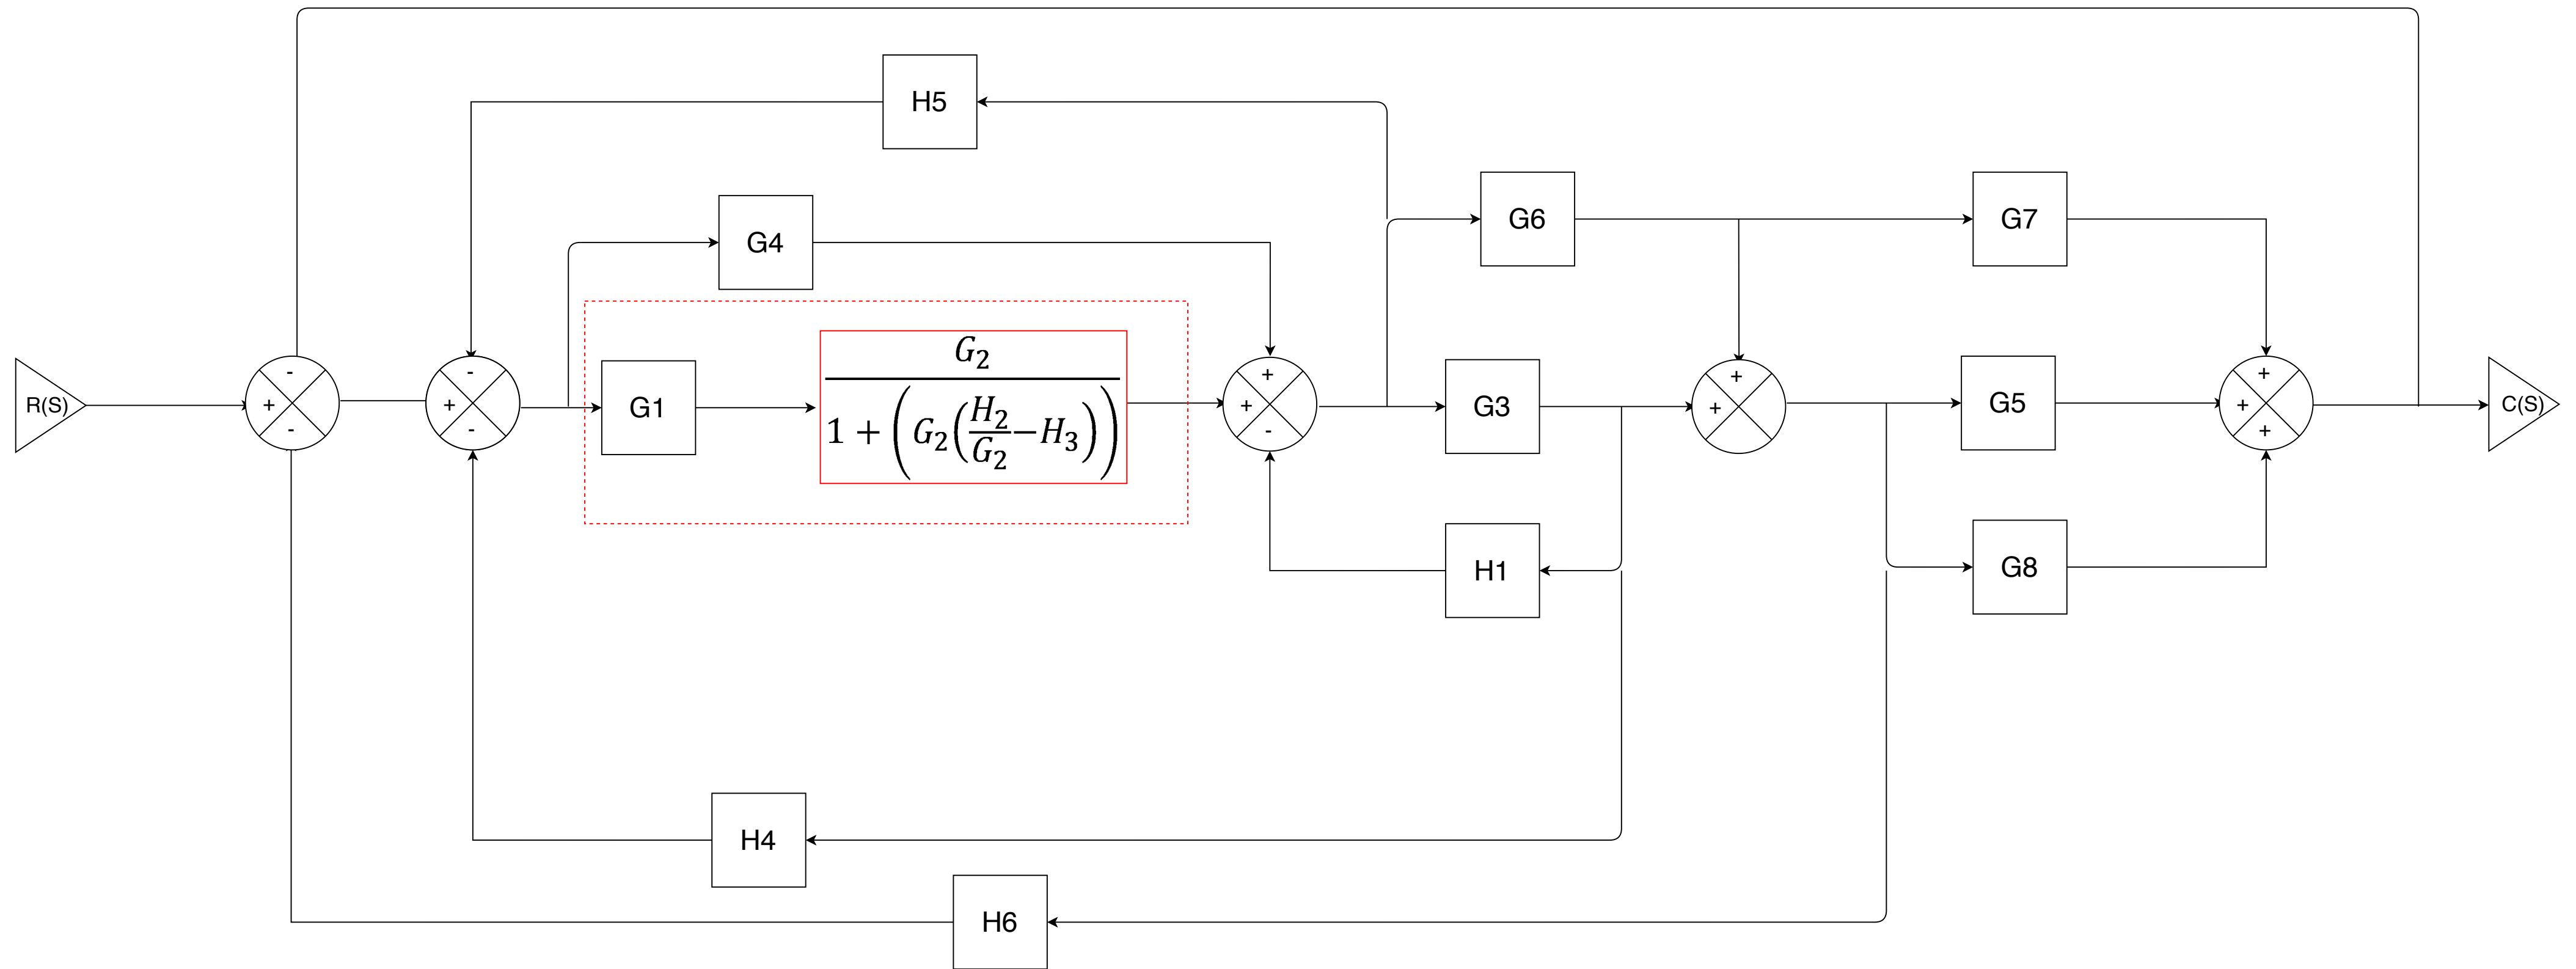 H5
G4
G6
G7
-
-
+
+
+
R(S)
+
+
G1
G2
1 + (G2(H2/G2 − H3))
+
G3
+
G5
+
C(S)
-
-
-
+
H1
G8
H4
H6